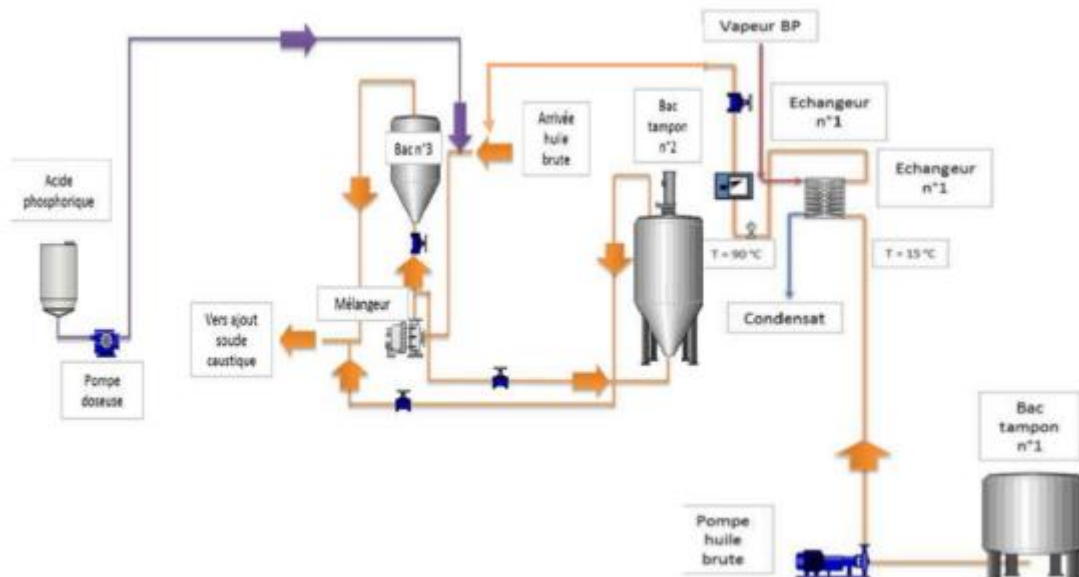 Vapeur BP
Echangeur
n°1
Bac
tampon
n°2
Arrivée
huile
brute
Bac n°3
Echangeur
n°1
Acide
phosphorique
T = 90 °C
T = 15 °C
Mélangeur
Condensat
Vers ajout
soude
caustique
Pompe
doseuse
Bac
tampon
n°1
Pompe
huile
brute